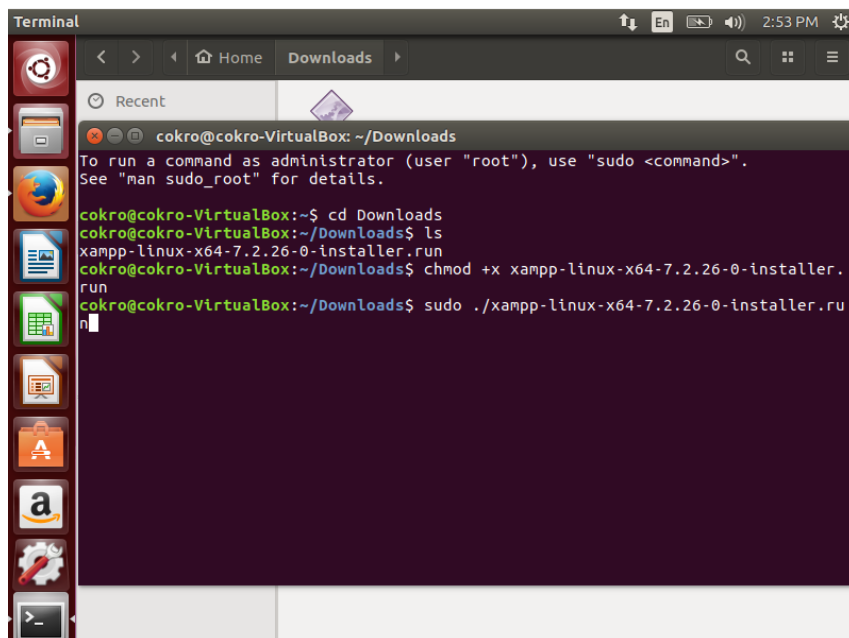 Terminal
En
2:53 PM
Home
Downloads
Recent
cokro@cokro-VirtualBox: ~/Downloads
To run a command as administrator (user "root"), use "sudo <command>".
See "man sudo_root" for details.
cokro@cokro-VirtualBox:~$ cd Downloads
cokro@cokro-VirtualBox:~/Downloads$ ls
xampp-linux-x64-7.2.26-0-installer.run
cokro@cokro-VirtualBox:~/Downloads$ chmod +x xampp-linux-x64-7.2.26-0-installer.
run
cokro@cokro-VirtualBox:~/Downloads$ sudo ./xampp-linux-x64-7.2.26-0-installer.ru
n